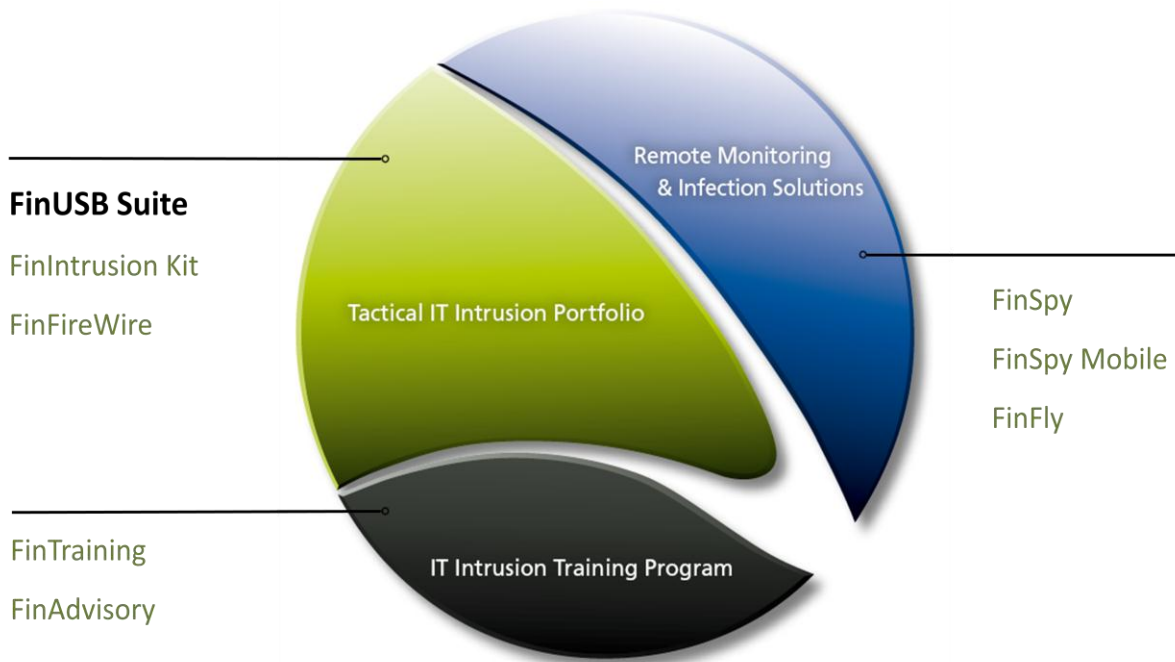 FinUSB Suite
FinIntrusion Kit
FinFireWire
Tactical IT Intrusion Portfolio
Remote Monitoring
& Infection Solutions
FinSpy
FinSpy Mobile
FinFly
FinTraining
FinAdvisory
IT Intrusion Training Program